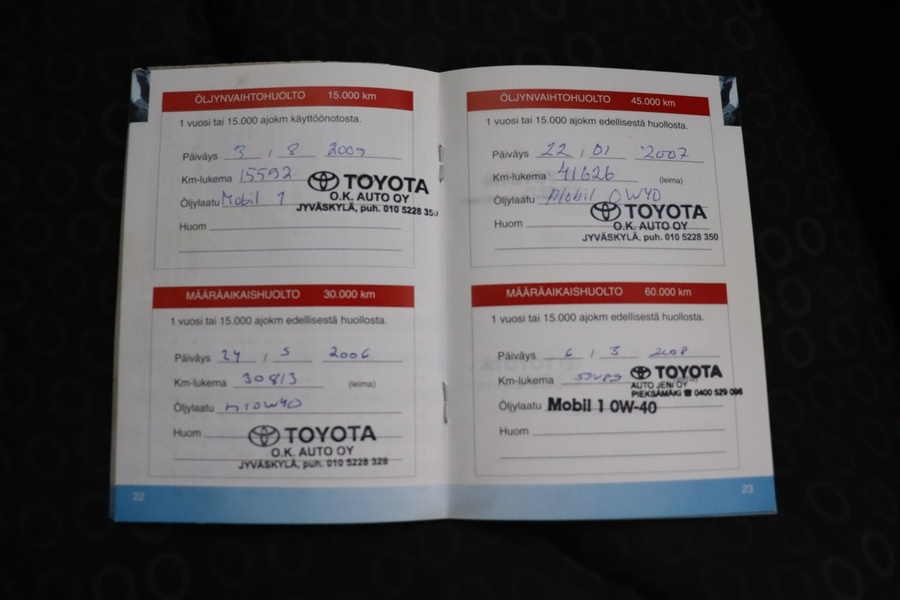 ÖLJYNVAIHTOHUOLTO 15.000 km
1 vuosi tai 15.000 ajokm käyttöönotosta.
Päiväys 3 / 8 2005
Km-lukema 15592
Öljylaatu Mobil 1
TOYOTA
O.K. AUTO OY
JYVÄSKYLÄ, puh. 010 5228 350
Huom
MÄÄRÄAIKAISHUOLTO 30.000 km
1 vuosi tai 15.000 ajokm edellisestä huollosta.
Päiväys 24 / 5 2006
Km-lukema 30813 (leima)
Öljylaatu
Huom
TOYOTA
O.K. AUTO OY
JYVÄSKYLÄ, puh. 010 5228 328
22
ÖLJYNVAIHTOHUOLTO 45.000 km
1 vuosi tai 15.000 ajokm edellisestä huollosta.
Päiväys 22 / 01 2007
Km-lukema 41626 (leima)
Öljylaatu Mobil 0W40
Huom
TOYOTA
O.K. AUTO OY
JYVÄSKYLÄ, puh. 010 5228 350
MÄÄRÄAIKAISHUOLTO 60.000 km
1 vuosi tai 15.000 ajokm edellisestä huollosta.
Päiväys 6 / 3 2008
Km-lukema
TOYOTA
AUTO JENI OY
PIEKSÄMÄKI ☎ 0400 529 096
Öljylaatu Mobil 1 0W-40
Huom
23